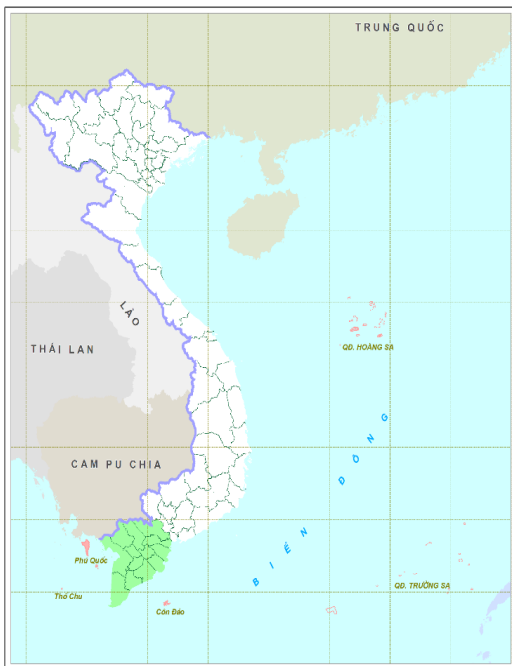 TRUNG QUỐC
LÀO
THÁI LAN
QĐ. HOÀNG SA
CAM PU CHIA
BIỂN ĐÔNG
Phú Quốc
QĐ. TRƯỜNG SA
Thổ Chu
Côn Đảo